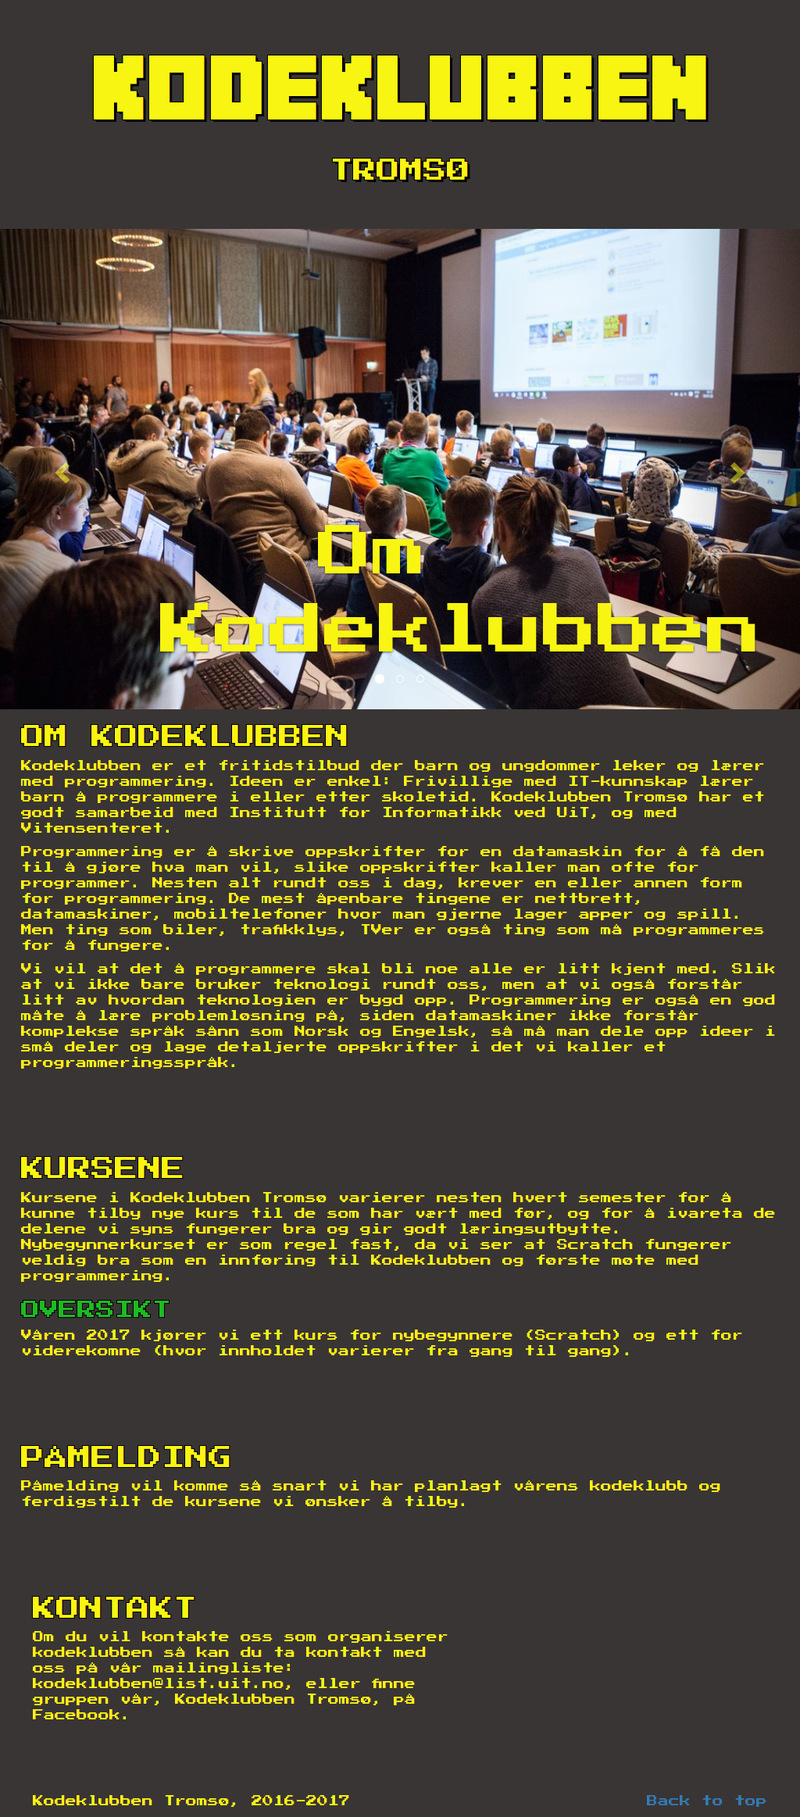 KODEKLUBBEN
TROMSØ
Om
Kodeklubben
OM KODEKLUBBEN
Kodeklubben er et fritidstilbud der barn og ungdommer leker og lærer
med programmering. Ideen er enkel: Frivillige med IT-kunnskap lærer
barn å programmere i eller etter skoletid. Kodeklubben Tromsø har et
godt samarbeid med Institutt for Informatikk ved UiT, og med
Vitensenteret.
Programmering er å skrive oppskrifter for en datamaskin for å få den
til å gjøre hva man vil, slike oppskrifter kaller man ofte for
programmer. Nesten alt rundt oss i dag, krever en eller annen form
for programmering. De mest åpenbare tingene er nettbrett,
datamaskiner, mobiltelefoner hvor man gjerne lager apper og spill.
Men ting som biler, trafikklys, TVer er også ting som må programmeres
for å fungere.
Vi vil at det å programmere skal bli noe alle er litt kjent med. Slik
at vi ikke bare bruker teknologi rundt oss, men at vi også forstår
litt av hvordan teknologien er bygd opp. Programmering er også en god
måte å lære problemløsning på, siden datamaskiner ikke forstår
komplekse språk sånn som Norsk og Engelsk, så må man dele opp ideer i
små deler og lage detaljerte oppskrifter i det vi kaller et
programmeringsspråk.
KURSENE
Kursene i Kodeklubben Tromsø varierer nesten hvert semester for å
kunne tilby nye kurs til de som har vært med før, og for å ivareta de
delene vi syns fungerer bra og gir godt læringsutbytte.
Nybegynnerkurset er som regel fast, da vi ser at Scratch fungerer
veldig bra som en innføring til Kodeklubben og første møte med
programmering.
OVERSIKT
Våren 2017 kjører vi ett kurs for nybegynnere (Scratch) og ett for
viderekomne (hvor innholdet varierer fra gang til gang).
PÅMELDING
Påmelding vil komme så snart vi har planlagt vårens kodeklubb og
ferdigstilt de kursene vi ønsker å tilby.
KONTAKT
Om du vil kontakte oss som organiserer
kodeklubben så kan du ta kontakt med
oss på vår mailingliste:
kodeklubben@list.uit.no, eller finne
gruppen vår, Kodeklubben Tromsø, på
Facebook.
Kodeklubben Tromsø, 2016-2017
Back to top